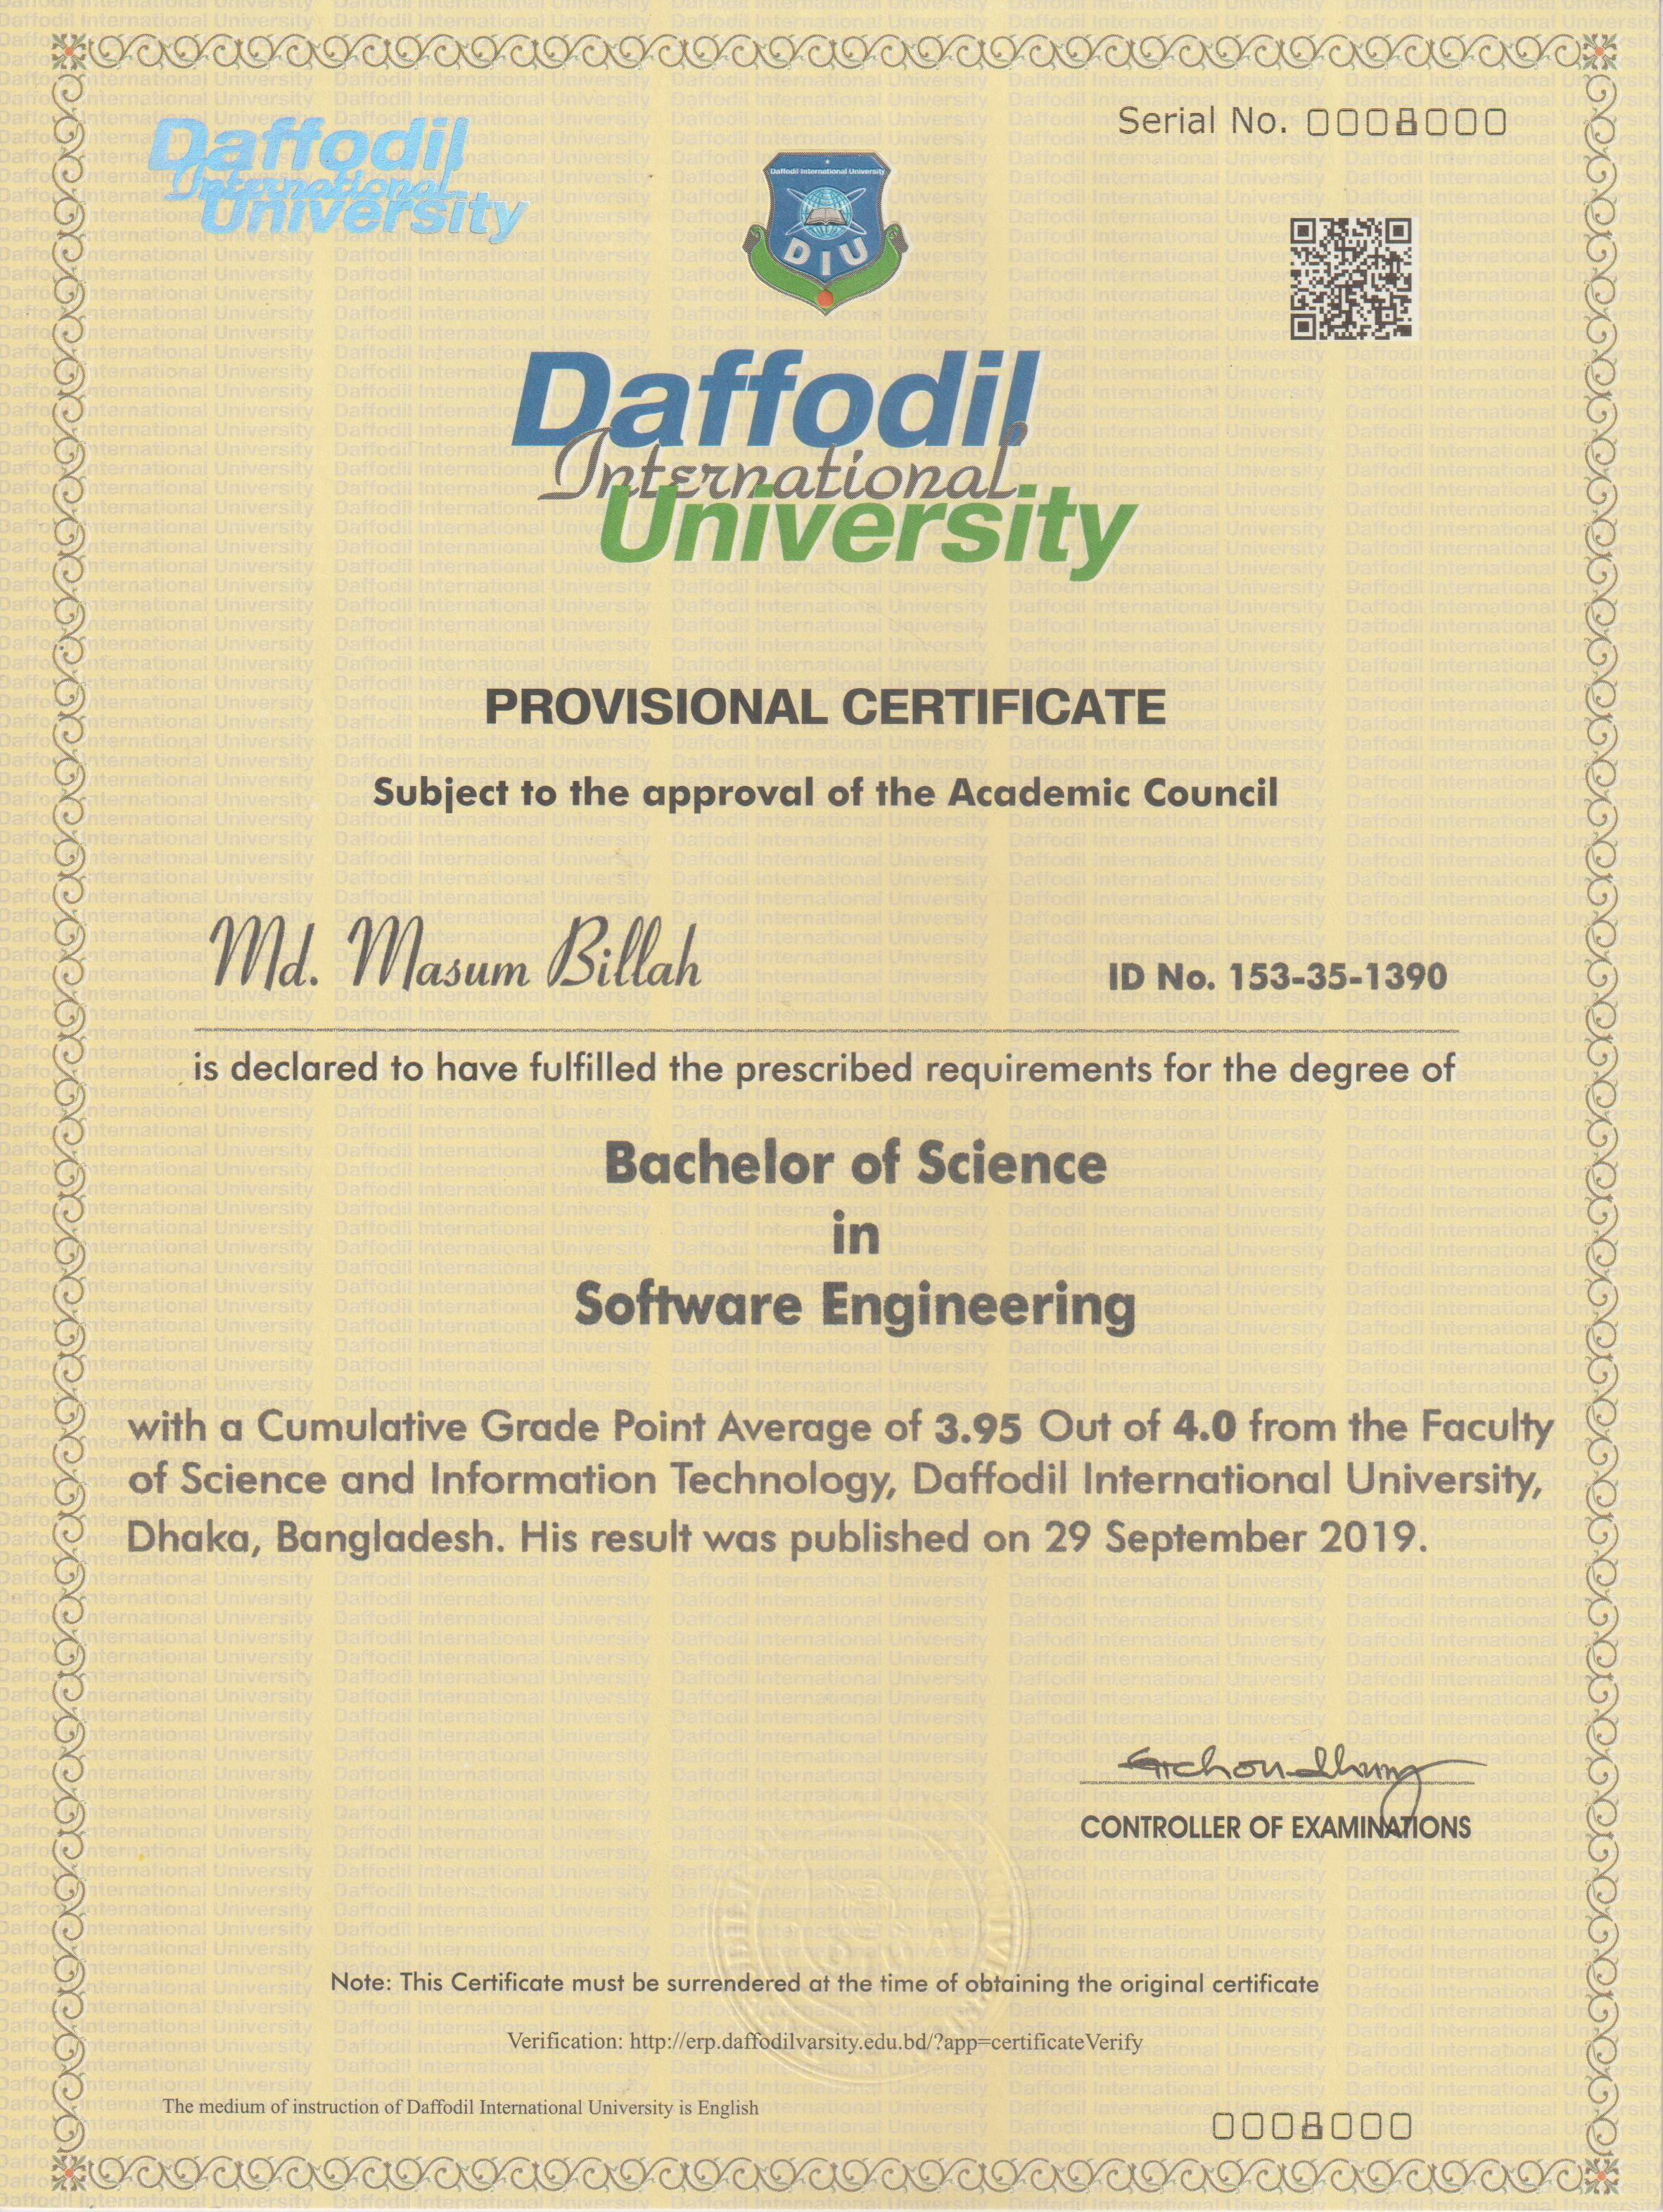 Daffodil
International
University
Serial No. 0008000
Daffodil International University
DIU
Daffodil
International
University
PROVISIONAL CERTIFICATE
Subject to the approval of the Academic Council
Md. Masum Billah
ID No. 153-35-1390
is declared to have fulfilled the prescribed requirements for the degree of
Bachelor of Science
in
Software Engineering
with a Cumulative Grade Point Average of 3.95 Out of 4.0 from the Faculty
of Science and Information Technology, Daffodil International University,
Dhaka, Bangladesh. His result was published on 29 September 2019.
CONTROLLER OF EXAMINATIONS
Note: This Certificate must be surrendered at the time of obtaining the original certificate
Verification: http://erp.daffodilvarsity.edu.bd/?app=certificateVerify
The medium of instruction of Daffodil International University is English
0008000